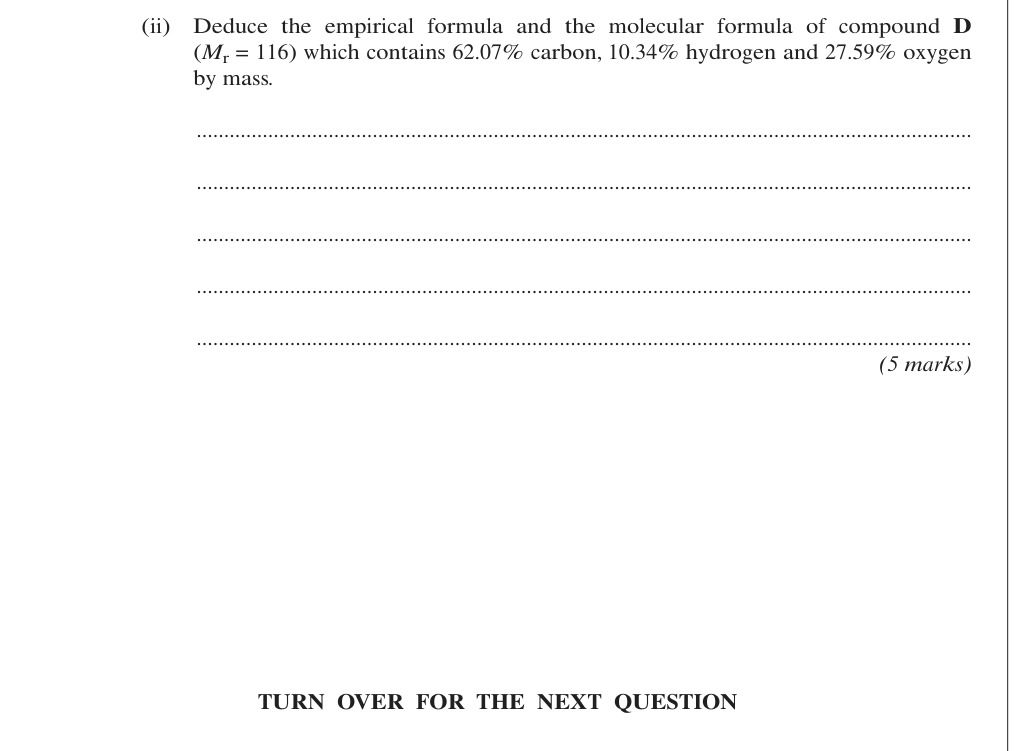 (ii) Deduce the empirical formula and the molecular formula of compound D
(Mr = 116) which contains 62.07% carbon, 10.34% hydrogen and 27.59% oxygen
by mass.
(5 marks)
TURN OVER FOR THE NEXT QUESTION